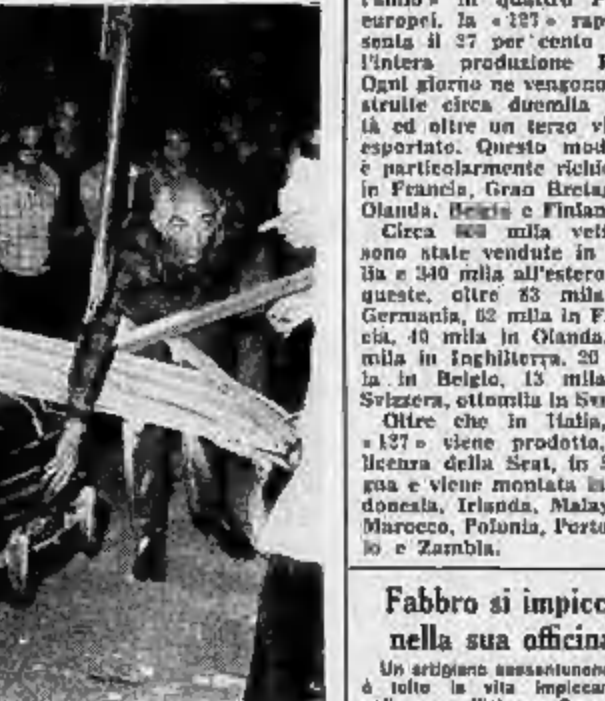 l'anno » in quattro
europei, la « 127 » rap
senta il 37 per cento
l'intera produzione
Ogni giorno ne vengono
struite circa duemila
tà ed oltre un terzo vi
esportato. Questo mod
è particolarmente richie
in Francia, Gran Breta
Olanda, Belgio e Finlan
Circa mila vett
sono state vendute in
lia e 340 mila all'estero
queste, oltre 83 mila
Germania, 62 mila in F
cia, 40 mila in Olanda,
mila in Inghilterra, 20
la in Belgio, 13 mila
Svizzera, ottomila in Sve
Oltre che in Italia,
« 127 » viene prodotta,
licenza della Seat, in S
gna e viene montata in
donesia, Irlanda, Malay
Marocco, Polonia, Porto
lo e Zambia.
Fabbro si impicc
nella sua officina
Un artigiano sessantunenne
è tolto la vita impiccan